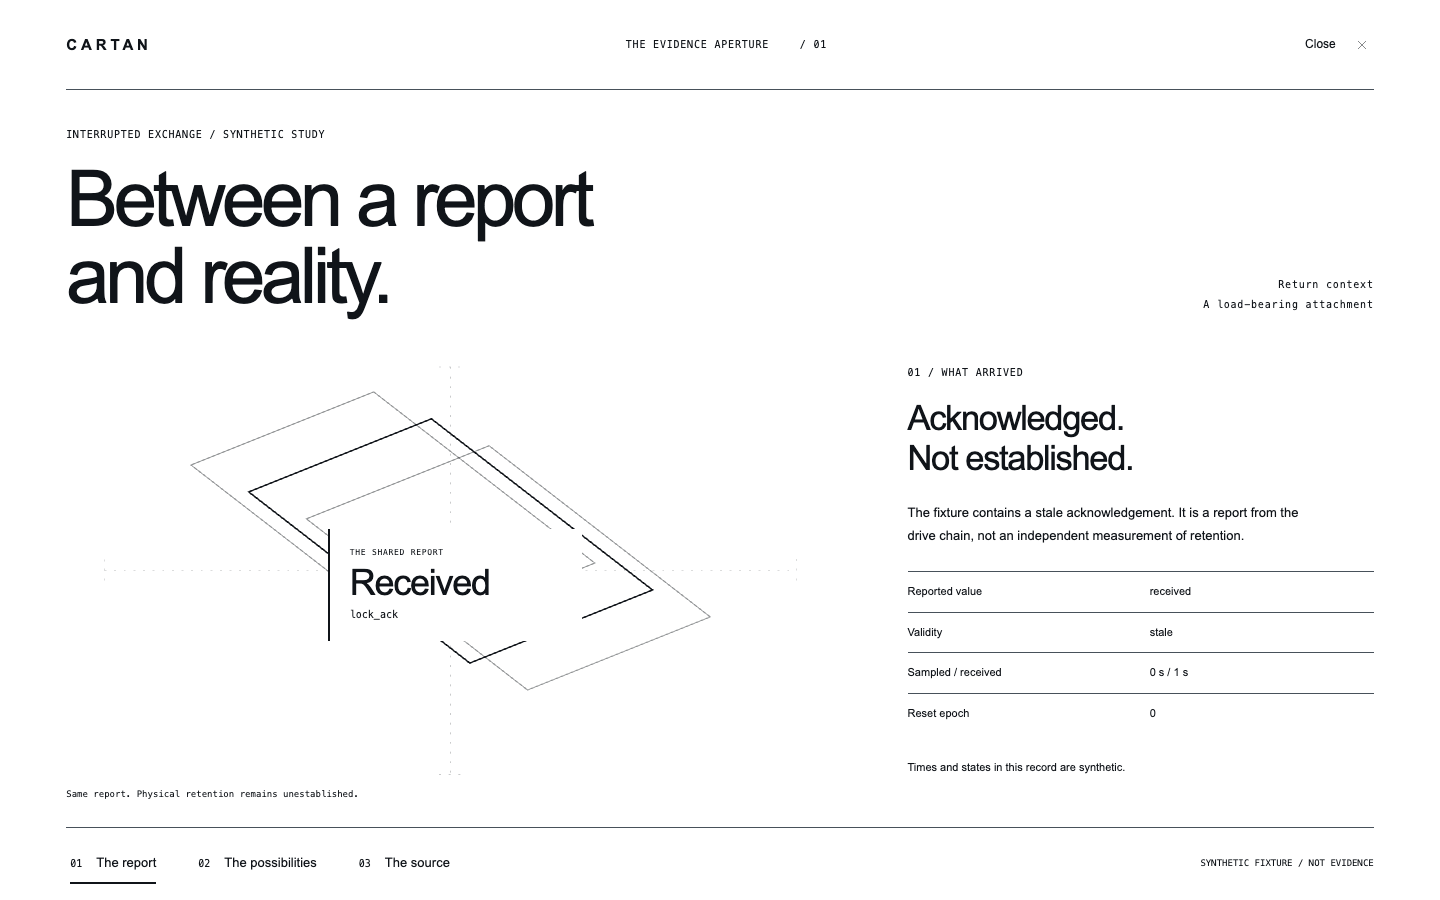 CARTAN
THE EVIDENCE APERTURE / 01
Close
INTERRUPTED EXCHANGE / SYNTHETIC STUDY
Between a report
and reality.
Return context
A load-bearing attachment
THE SHARED REPORT
Received
lock_ack
Same report. Physical retention remains unestablished.
01 / WHAT ARRIVED
Acknowledged.
Not established.
The fixture contains a stale acknowledgement. It is a report from the
drive chain, not an independent measurement of retention.
Reported value received
Validity stale
Sampled / received 0 s / 1 s
Reset epoch 0
Times and states in this record are synthetic.
01 The report 02 The possibilities 03 The source
SYNTHETIC FIXTURE / NOT EVIDENCE